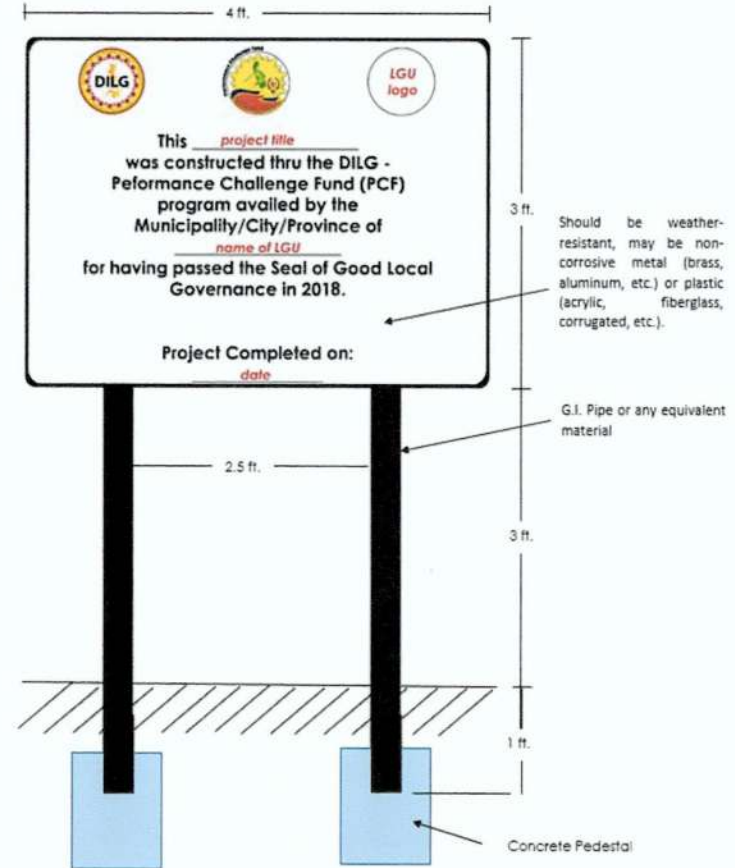 4 ft.
DILG
LGU
logo
This project title
was constructed thru the DILG -
Peformance Challenge Fund (PCF)
program availed by the
Municipality/City/Province of
name of LGU
for having passed the Seal of Good Local
Governance in 2018.
Project Completed on:
date
3 ft.
Should be weather-
resistant, may be non-
corrosive metal (brass,
aluminum, etc.) or plastic
(acrylic, fiberglass,
corrugated, etc.).
G.I. Pipe or any equivalent
material
2.5 ft.
3 ft.
1 ft.
Concrete Pedestal